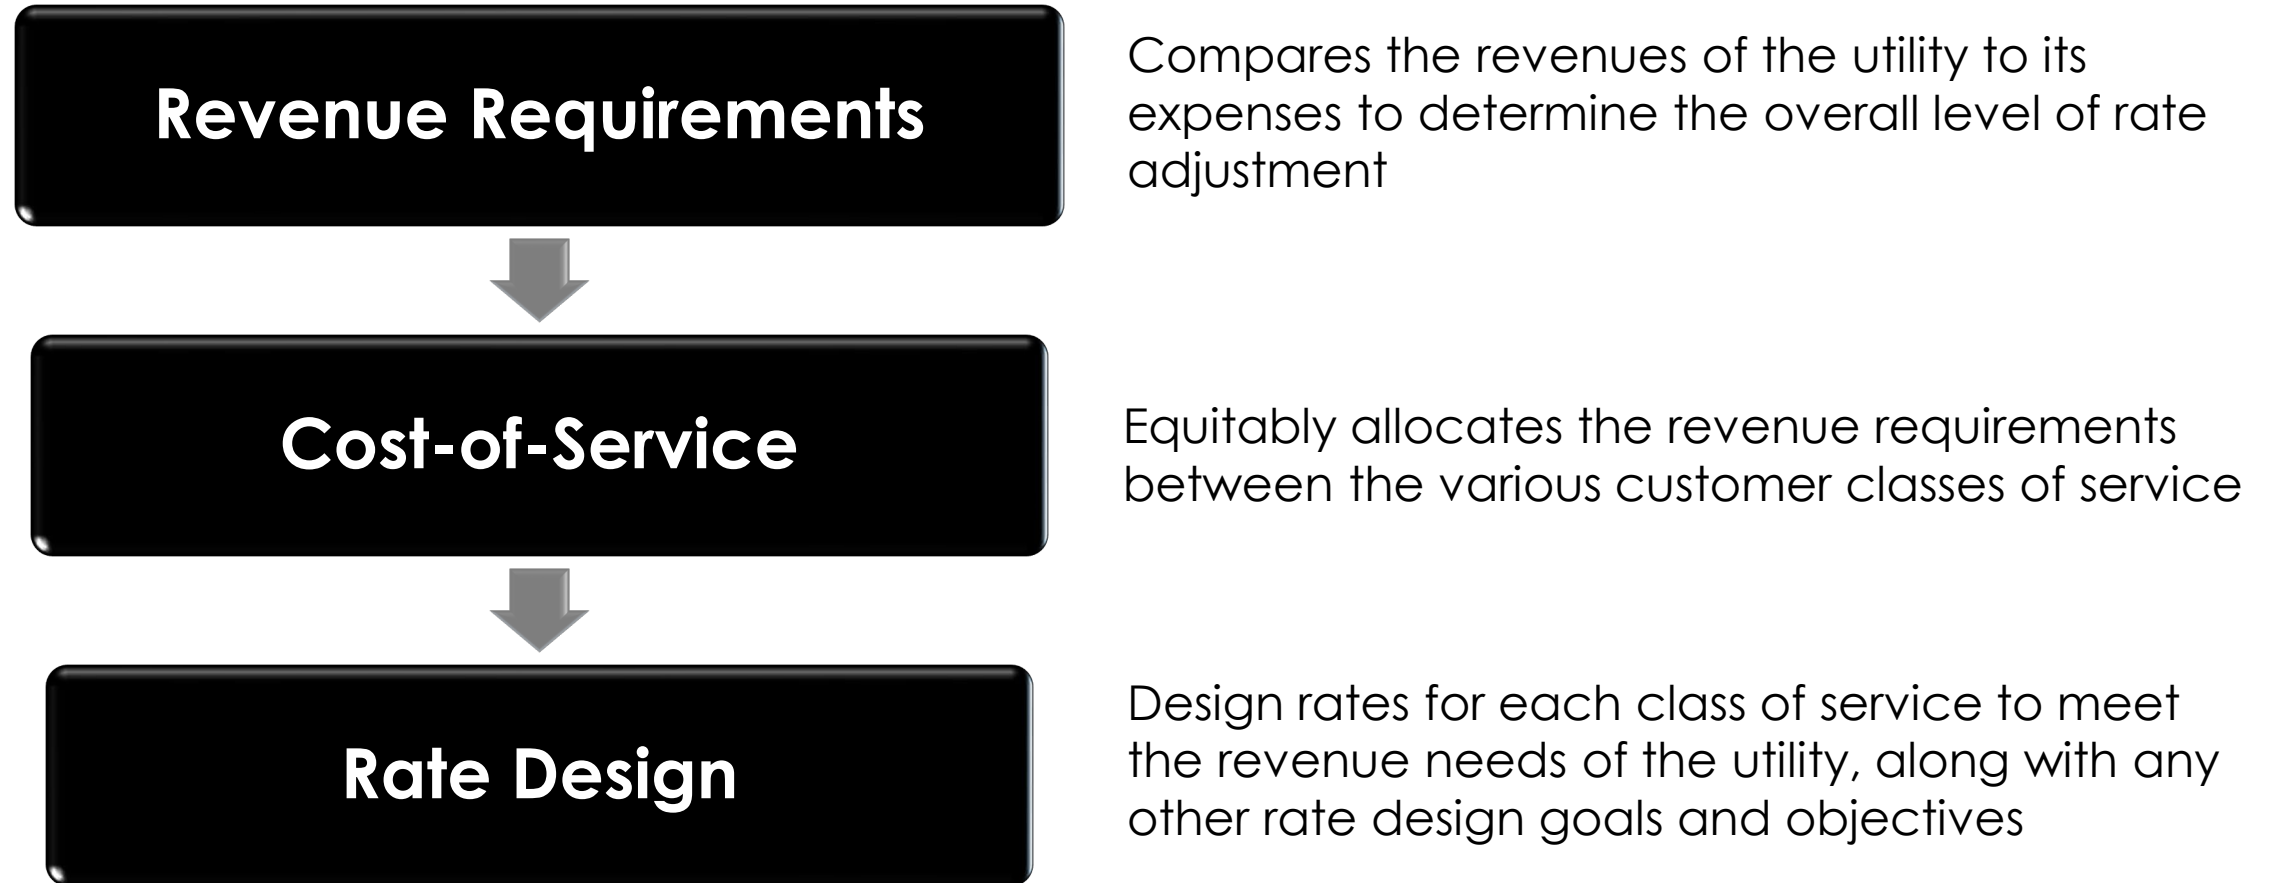 Revenue Requirements
Compares the revenues of the utility to its
expenses to determine the overall level of rate
adjustment
Cost-of-Service
Equitably allocates the revenue requirements
between the various customer classes of service
Rate Design
Design rates for each class of service to meet
the revenue needs of the utility, along with any
other rate design goals and objectives